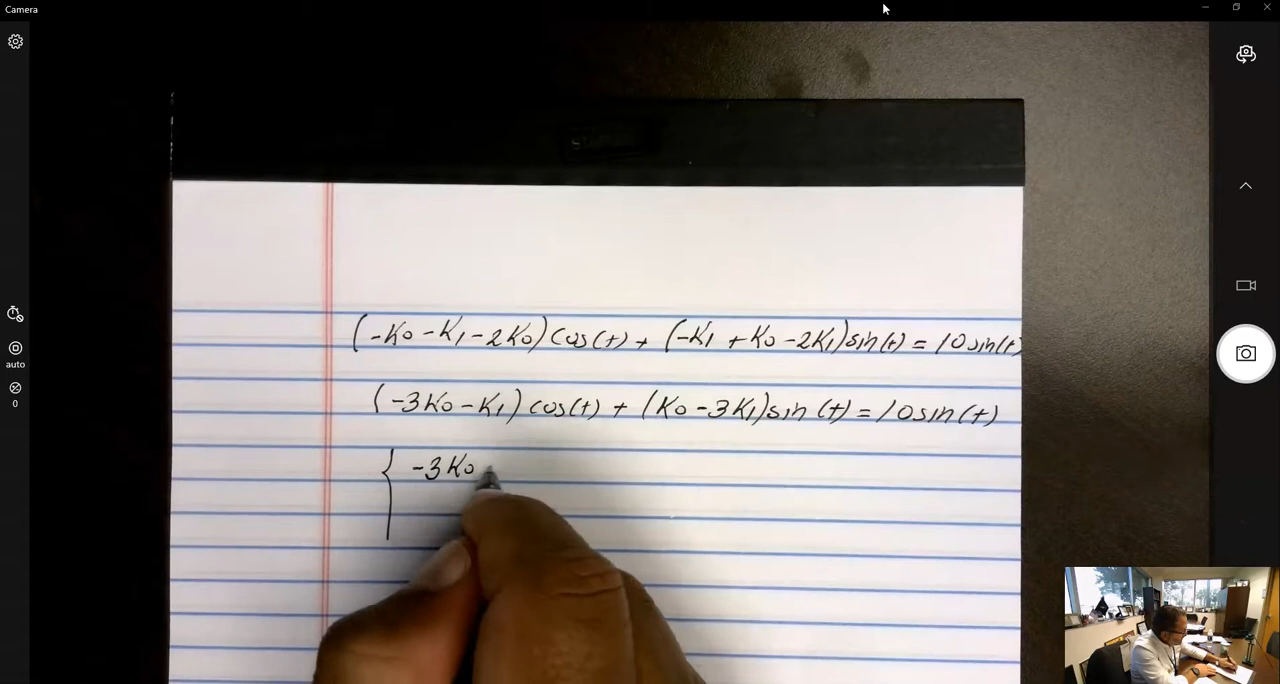 Camera
(-K0 - K1 - 2K0) cos(t) + (-K1 + K0 - 2K1) sin(t) = 10 sin(t)
(-3K0 - K1) cos(t) + (K0 - 3K1) sin(t) = 10 sin(t)
{ -3K0
auto
0